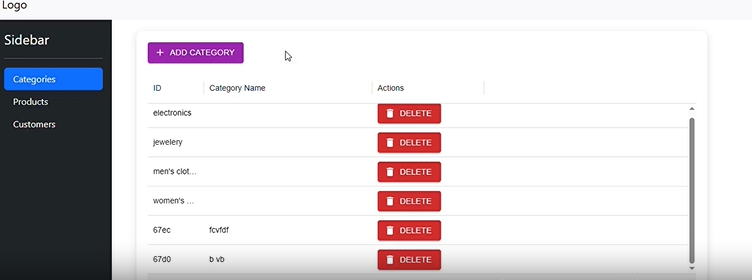 Logo
Sidebar
Categories
Products
Customers
ADD CATEGORY
ID Category Name Actions
electronics DELETE
jewelery DELETE
men's clot... DELETE
women's ... DELETE
67ec fcvfdf DELETE
67d0 b vb DELETE